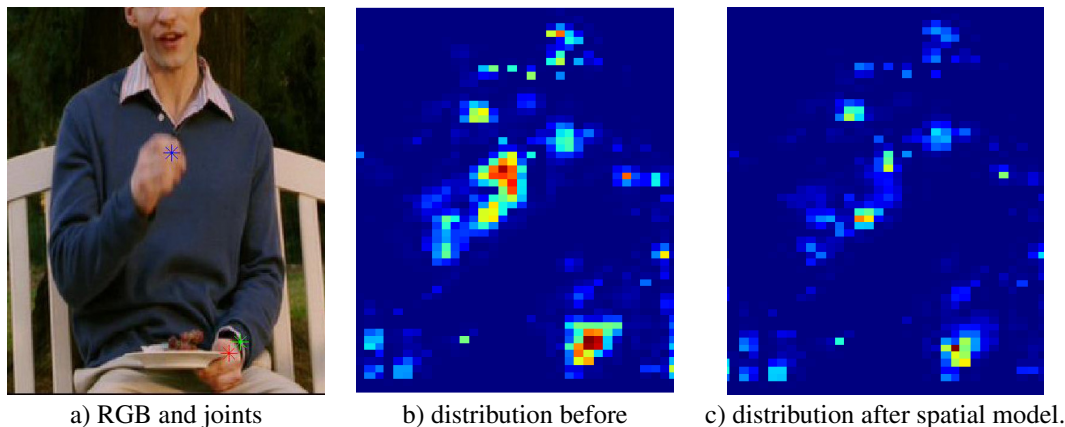 a) RGB and joints
b) distribution before
c) distribution after spatial model.